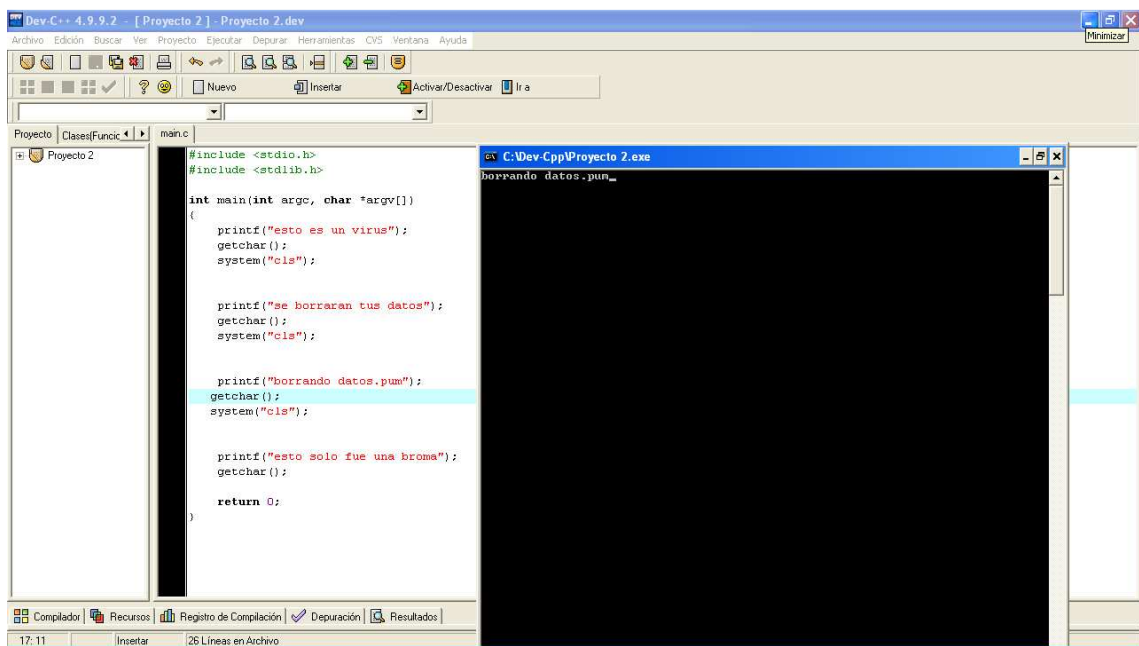 Dev-C++ 4.9.9.2 - [ Proyecto 2 ] - Proyecto 2.dev
Minimizar
Archivo Edición Buscar Ver Proyecto Ejecutar Depurar Herramientas CVS Ventana Ayuda
Nuevo Insertar Activar/Desactivar Ir a
Proyecto Clases(Funcic main.c
Proyecto 2
#include <stdio.h>
#include <stdlib.h>
int main(int argc, char *argv[])
{
printf("esto es un virus");
getchar();
system("cls");
printf("se borraran tus datos");
getchar();
system("cls");
printf("borrando datos.pum");
getchar();
system("cls");
printf("esto solo fue una broma");
getchar();
return 0;
}
C:\Dev-Cpp\Proyecto 2.exe
borrando datos.pum_
Compilador Recursos Registro de Compilación Depuración Resultados
17: 11 Insertar 26 Líneas en Archivo